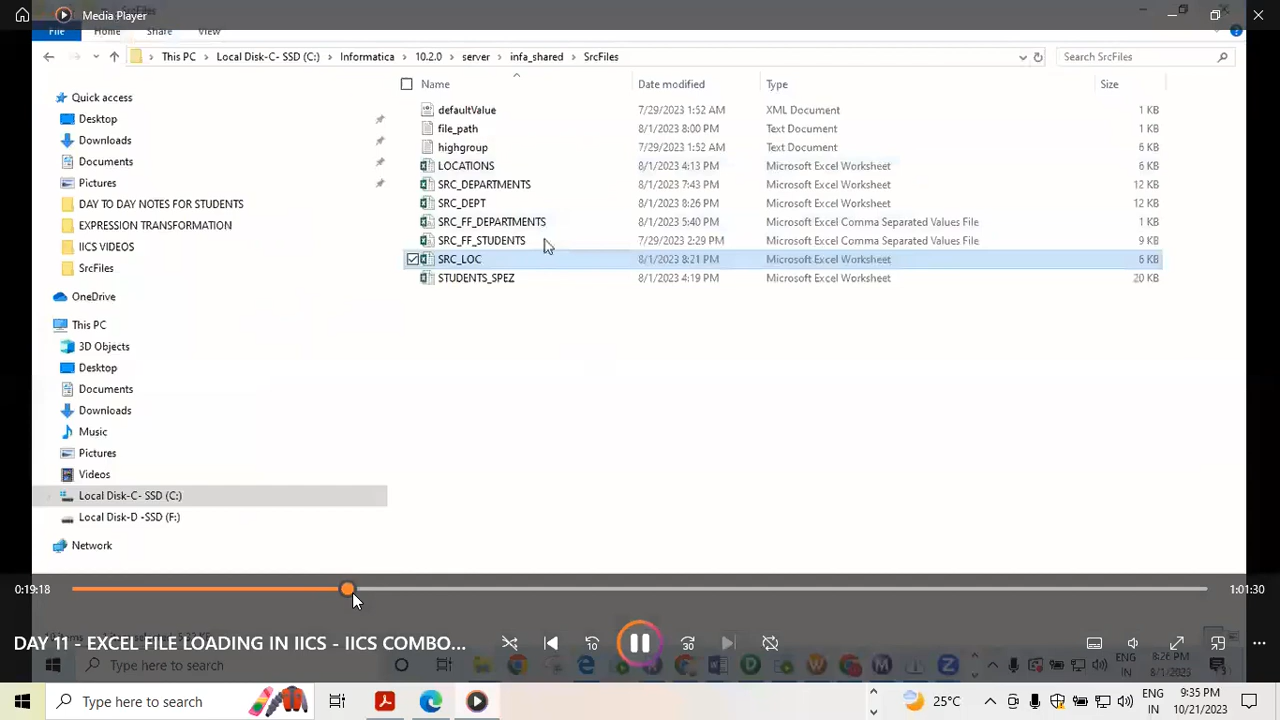 Media Player
File Home Share View
This PC Local Disk-C- SSD (C:) Informatica 10.2.0 server infa_shared SrcFiles
Search SrcFiles
Name Date modified Type Size
Quick access
Desktop
Downloads
Documents
Pictures
DAY TO DAY NOTES FOR STUDENTS
EXPRESSION TRANSFORMATION
IICS VIDEOS
SrcFiles
OneDrive
This PC
3D Objects
Desktop
Documents
Downloads
Music
Pictures
Videos
Local Disk-C- SSD (C:)
Local Disk-D -SSD (F:)
Network
defaultValue 7/29/2023 1:52 AM XML Document 1 KB
file_path 8/1/2023 8:00 PM Text Document 1 KB
highgroup 7/29/2023 1:52 AM Text Document 6 KB
LOCATIONS 8/1/2023 4:13 PM Microsoft Excel Worksheet 6 KB
SRC_DEPARTMENTS 8/1/2023 7:43 PM Microsoft Excel Worksheet 12 KB
SRC_DEPT 8/1/2023 8:26 PM Microsoft Excel Worksheet 12 KB
SRC_FF_DEPARTMENTS 8/1/2023 5:40 PM Microsoft Excel Comma Separated Values File 1 KB
SRC_FF_STUDENTS 7/29/2023 2:29 PM Microsoft Excel Comma Separated Values File 9 KB
SRC_LOC 8/1/2023 8:21 PM Microsoft Excel Worksheet 6 KB
STUDENTS_SPEZ 8/1/2023 4:19 PM Microsoft Excel Worksheet 20 KB
0:19:18 1:01:30
DAY 11 - EXCEL FILE LOADING IN IICS - IICS COMBO...
10 30
Type here to search
ENG
IN
8:26 PM
8/1/2023
Type here to search
25°C
ENG
IN
9:35 PM
10/21/2023